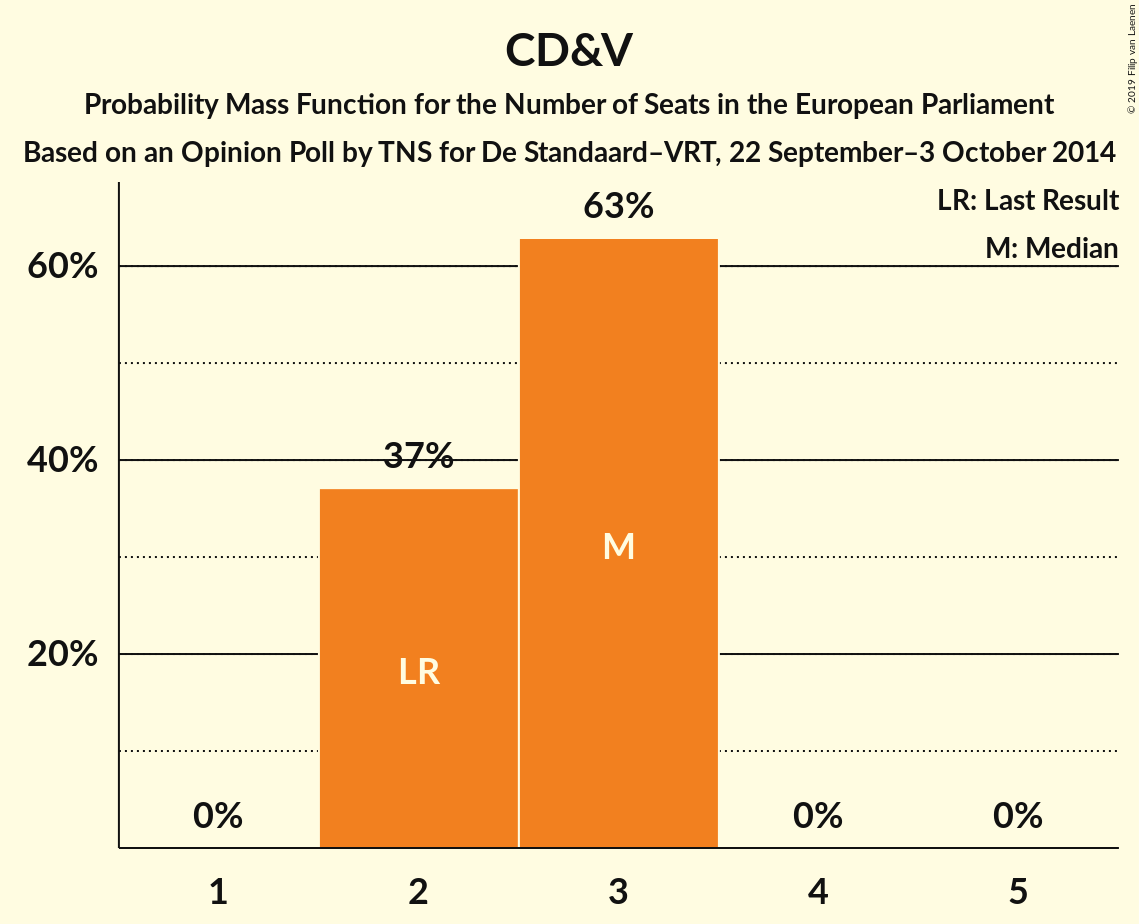 CD&V
Probability Mass Function for the Number of Seats in the European Parliament
Based on an Opinion Poll by TNS for De Standaard–VRT, 22 September–3 October 2014
© 2019 Filip van Laenen
LR: Last Result
M: Median
63%
60%
40%
37%
20%
M
LR
0%
0%
0%
1
2
3
4
5